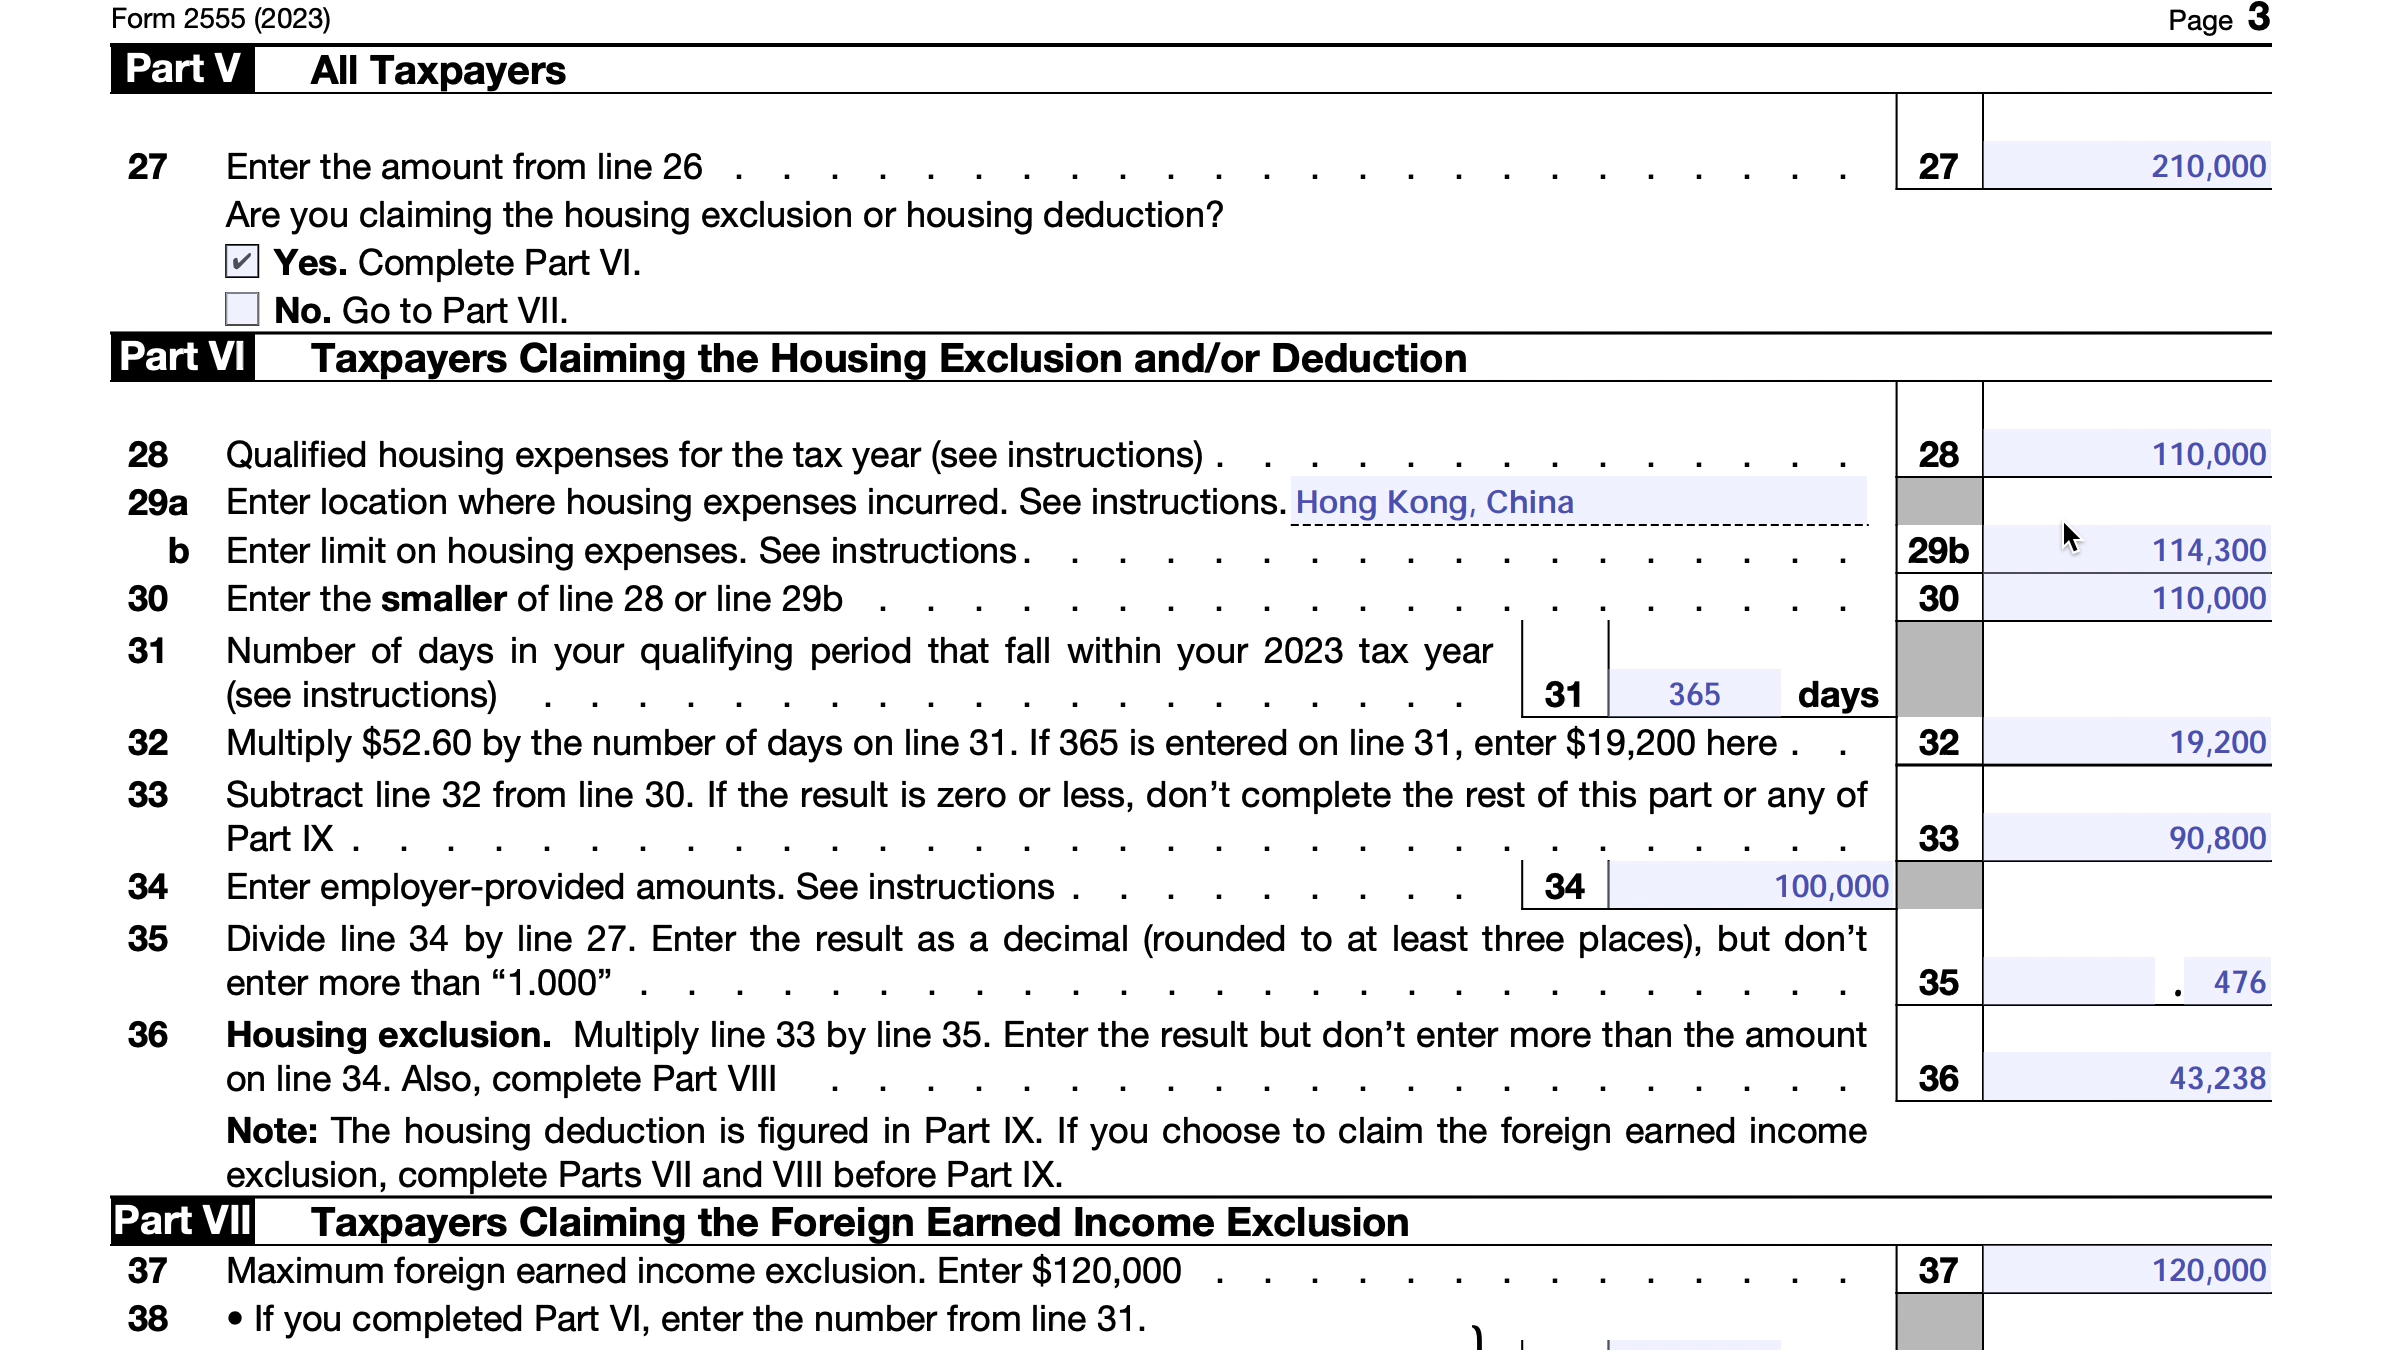 Form 2555 (2023) Page 3
Part V All Taxpayers
27 Enter the amount from line 26 . . . . . . . . . . . . . . . . . . . . . . . . 27 210,000
Are you claiming the housing exclusion or housing deduction?
✔ Yes. Complete Part VI.
No. Go to Part VII.
Part VI Taxpayers Claiming the Housing Exclusion and/or Deduction
28 Qualified housing expenses for the tax year (see instructions) . . . . . . . . . . . . . . 28 110,000
29a Enter location where housing expenses incurred. See instructions. Hong Kong, China
b Enter limit on housing expenses. See instructions . . . . . . . . . . . . . . . . . . 29b 114,300
30 Enter the smaller of line 28 or line 29b . . . . . . . . . . . . . . . . . . . . . 30 110,000
31 Number of days in your qualifying period that fall within your 2023 tax year
(see instructions) . . . . . . . . . . . . . . . . . . . . 31 365 days
32 Multiply $52.60 by the number of days on line 31. If 365 is entered on line 31, enter $19,200 here . . 32 19,200
33 Subtract line 32 from line 30. If the result is zero or less, don’t complete the rest of this part or any of
Part IX . . . . . . . . . . . . . . . . . . . . . . . . . . . . . . . . 33 90,800
34 Enter employer-provided amounts. See instructions . . . . . . . . . 34 100,000
35 Divide line 34 by line 27. Enter the result as a decimal (rounded to at least three places), but don’t
enter more than “1.000” . . . . . . . . . . . . . . . . . . . . . . . . . . 35 . 476
36 Housing exclusion. Multiply line 33 by line 35. Enter the result but don’t enter more than the amount
on line 34. Also, complete Part VIII . . . . . . . . . . . . . . . . . . . . . . 36 43,238
Note: The housing deduction is figured in Part IX. If you choose to claim the foreign earned income
exclusion, complete Parts VII and VIII before Part IX.
Part VII Taxpayers Claiming the Foreign Earned Income Exclusion
37 Maximum foreign earned income exclusion. Enter $120,000 . . . . . . . . . . . . . . 37 120,000
38 • If you completed Part VI, enter the number from line 31.